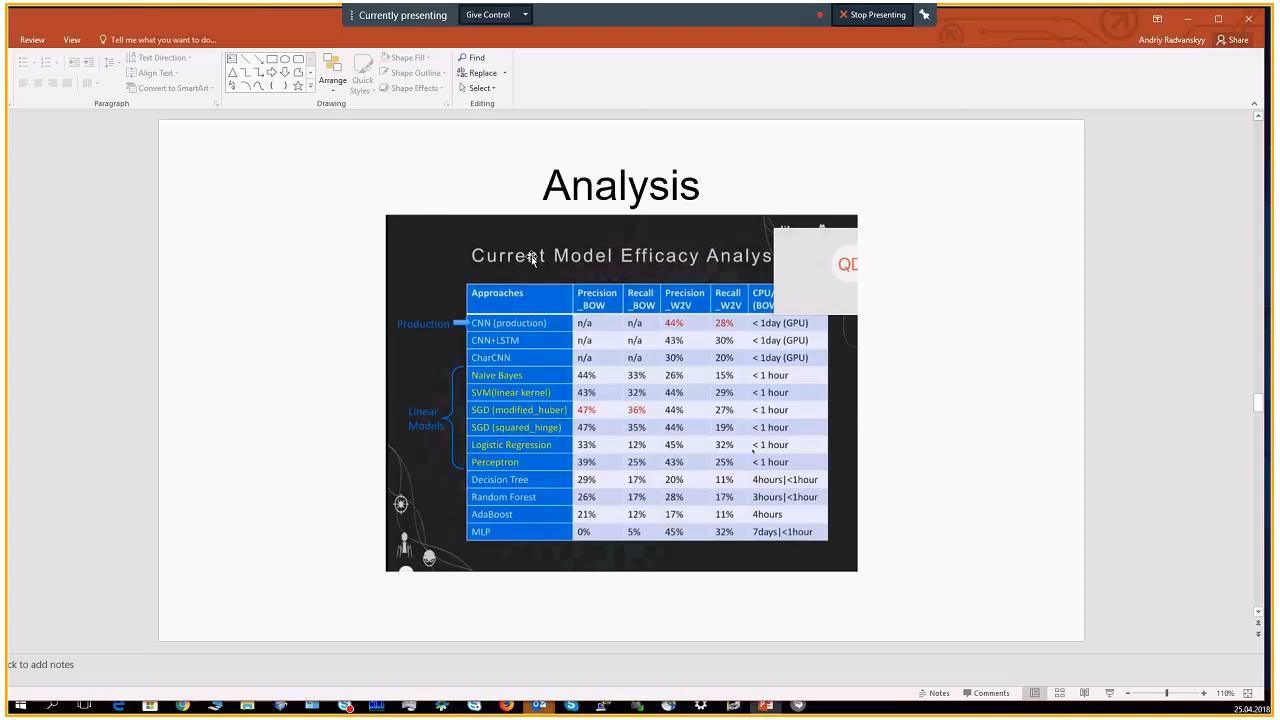 Currently presenting
Give Control
Stop Presenting
Review
View
Tell me what you want to do...
Andriy Radvanskyy
Share
Text Direction
Align Text
Convert to SmartArt
Paragraph
Arrange
Quick
Styles
Shape Fill
Shape Outline
Shape Effects
Drawing
Find
Replace
Select
Editing
Analysis
Current Model Efficacy Analys
QD
Approaches Precision _BOW Recall _BOW Precision _W2V Recall _W2V CPU/ (BOW
Production
CNN (production) n/a n/a 44% 28% < 1day (GPU)
CNN+LSTM n/a n/a 43% 30% < 1day (GPU)
CharCNN n/a n/a 30% 20% < 1day (GPU)
Linear
Models
Naïve Bayes 44% 33% 26% 15% < 1 hour
SVM(linear kernel) 43% 32% 44% 29% < 1 hour
SGD (modified_huber) 47% 36% 44% 27% < 1 hour
SGD (squared_hinge) 47% 35% 44% 19% < 1 hour
Logistic Regression 33% 12% 45% 32% < 1 hour
Perceptron 39% 25% 43% 25% < 1 hour
Decision Tree 29% 17% 20% 11% 4hours|<1hour
Random Forest 26% 17% 28% 17% 3hours|<1hour
AdaBoost 21% 12% 17% 11% 4hours
MLP 0% 5% 45% 32% 7days|<1hour
ck to add notes
Notes
Comments
110%
25.04.2018